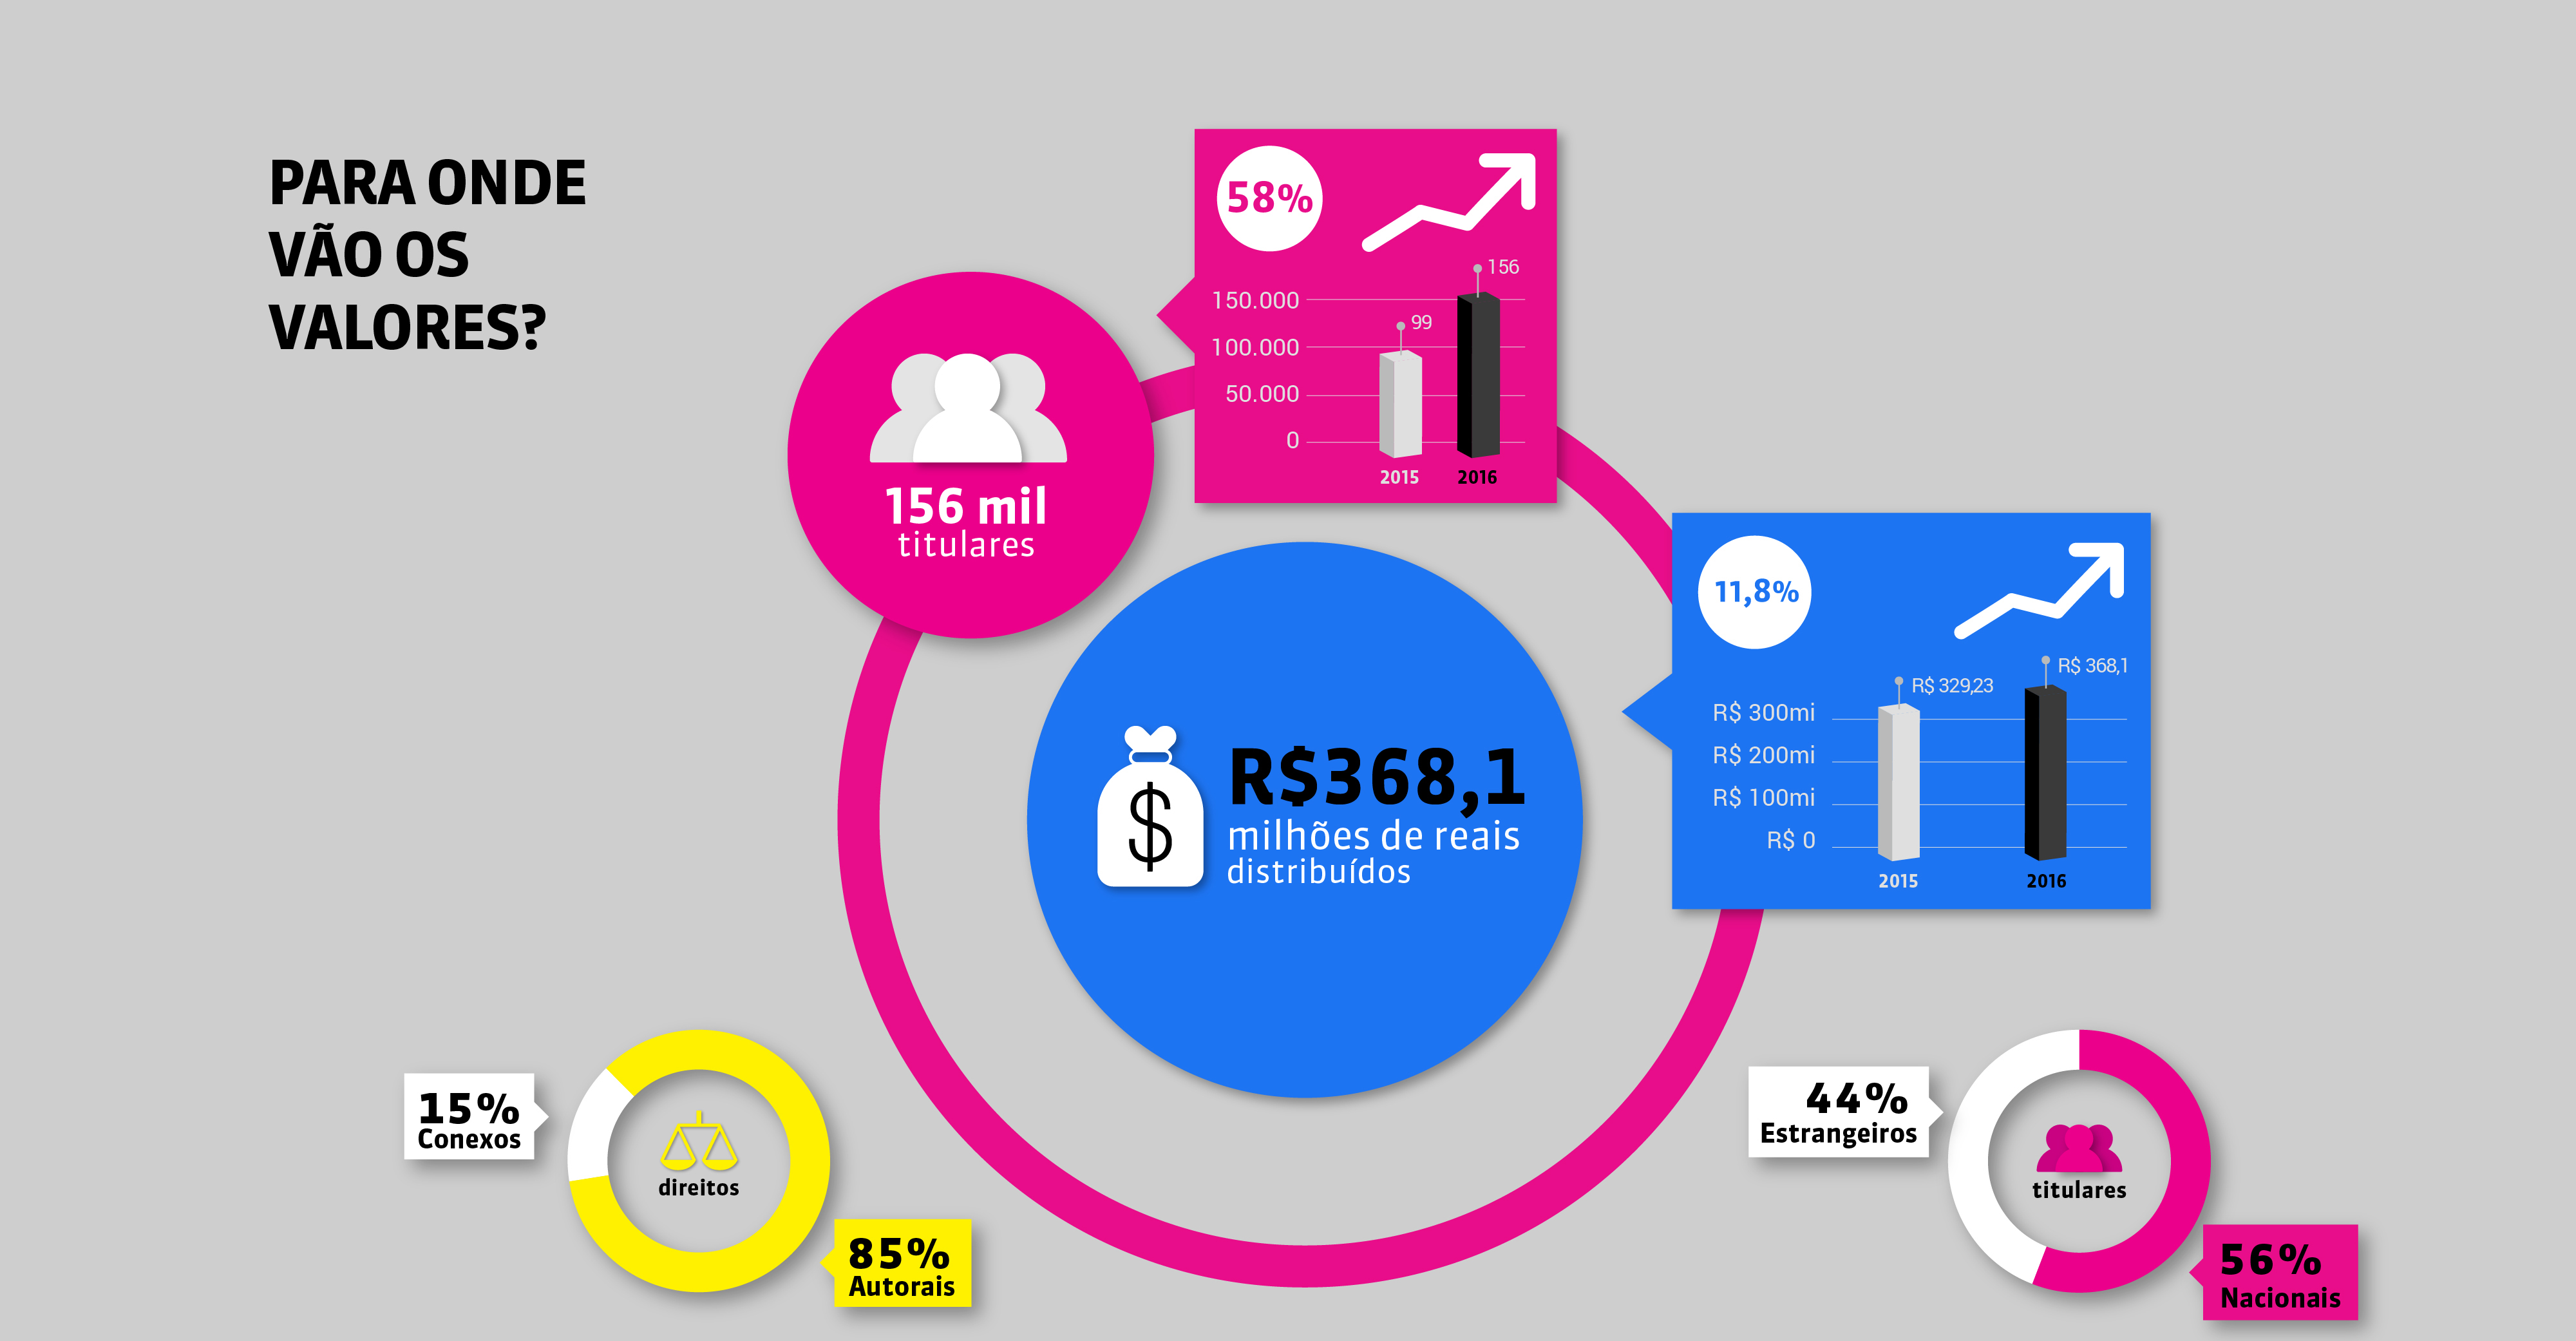 PARA ONDE
VÃO OS
VALORES?
58%
156
150.000
99
100.000
50.000
0
2015 2016
156 mil
titulares
11,8%
R$ 368,1
R$ 329,23
R$ 300mi
R$ 200mi
R$ 100mi
R$ 0
2015 2016
$
R$368,1
milhões de reais
distribuídos
15%
Conexos
direitos
85%
Autorais
44%
Estrangeiros
titulares
56%
Nacionais